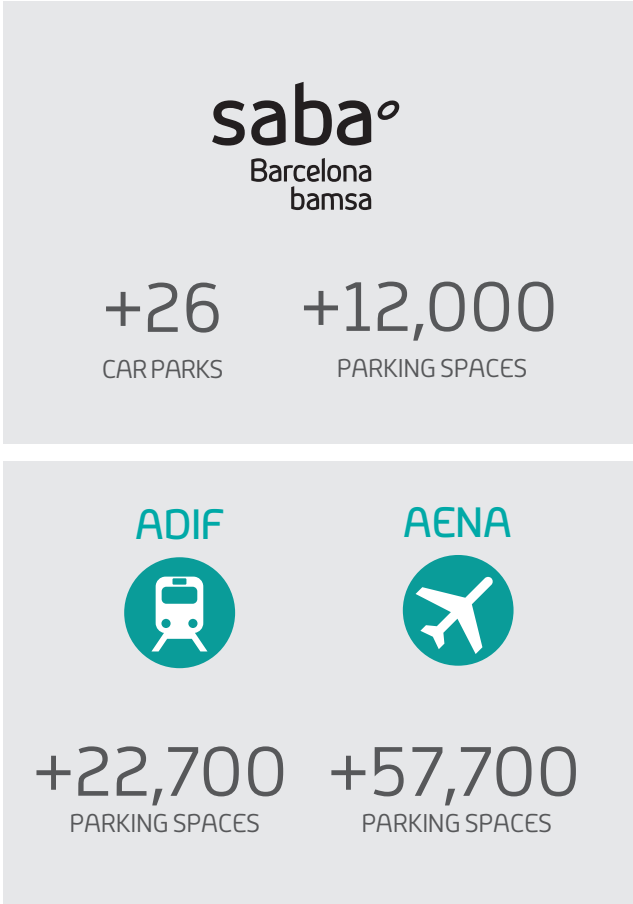 saba
Barcelona
bamsa
+26
CAR PARKS
+12,000
PARKING SPACES
ADIF
AENA
+22,700
PARKING SPACES
+57,700
PARKING SPACES